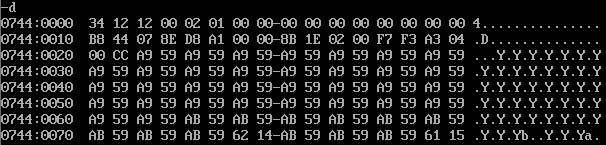 -d
0744:0000  34 12 12 00 02 01 00 00-00 00 00 00 00 00 00 00   4...............
0744:0010  B8 44 07 8E D8 A1 00 00-8B 1E 02 00 F7 F3 A3 04   .D..............
0744:0020  00 CC A9 59 A9 59 A9 59-A9 59 A9 59 A9 59 A9 59   ...Y.Y.Y.Y.Y.Y.Y
0744:0030  A9 59 A9 59 A9 59 A9 59-A9 59 A9 59 A9 59 A9 59   .Y.Y.Y.Y.Y.Y.Y.Y
0744:0040  A9 59 A9 59 A9 59 A9 59-A9 59 A9 59 A9 59 A9 59   .Y.Y.Y.Y.Y.Y.Y.Y
0744:0050  A9 59 A9 59 A9 59 A9 59-A9 59 A9 59 A9 59 A9 59   .Y.Y.Y.Y.Y.Y.Y.Y
0744:0060  A9 59 A9 59 AB 59 AB 59-AB 59 AB 59 AB 59 AB 59   .Y.Y.Y.Y.Y.Y.Y.Y
0744:0070  AB 59 AB 59 AB 59 62 14-AB 59 AB 59 AB 59 61 15   .Y.Y.Yb..Y.Y.Ya.